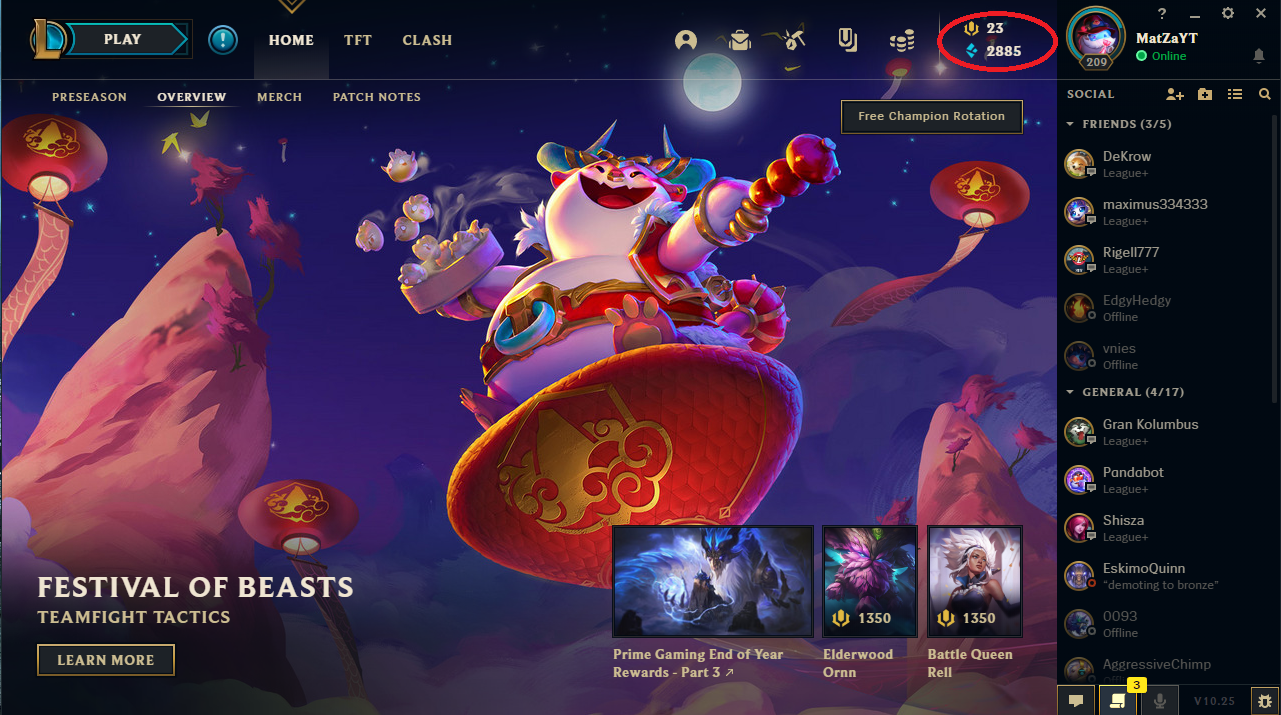 PLAY
HOME
TFT
CLASH
23
2885
209
MatZaYT
Online
PRESEASON
OVERVIEW
MERCH
PATCH NOTES
Free Champion Rotation
SOCIAL
FRIENDS (3/5)
DeKrow
League+
maximus334333
League+
Rigell777
League+
EdgyHedgy
Offline
vnies
Offline
GENERAL (4/17)
Gran Kolumbus
League+
Pandabot
League+
Shisza
League+
EskimoQuinn
"demoting to bronze"
0093
Offline
AggressiveChimp
FESTIVAL OF BEASTS
TEAMFIGHT TACTICS
LEARN MORE
Prime Gaming End of Year
Rewards - Part 3 ↗
1350
Elderwood
Ornn
1350
Battle Queen
Rell
3
V10.25